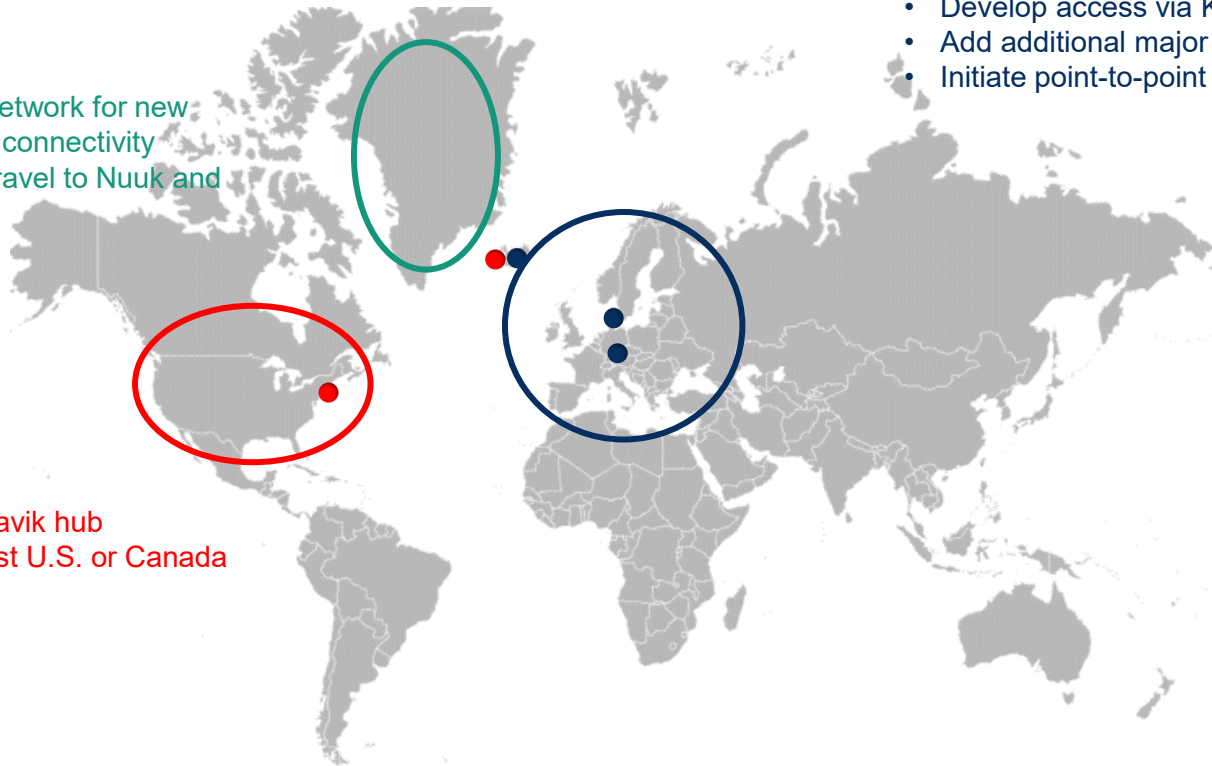 • Develop access via K
• Add additional major
• Initiate point-to-point
etwork for new
connectivity
ravel to Nuuk and
avik hub
st U.S. or Canada